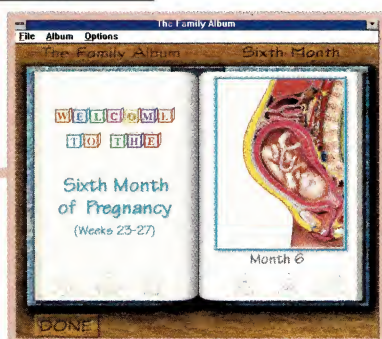 The Family Album
File Album Options
The Family Album Sixth Month
WELCOME
TO THE
Sixth Month
of Pregnancy
(Weeks 23-27)
Month 6
DONE